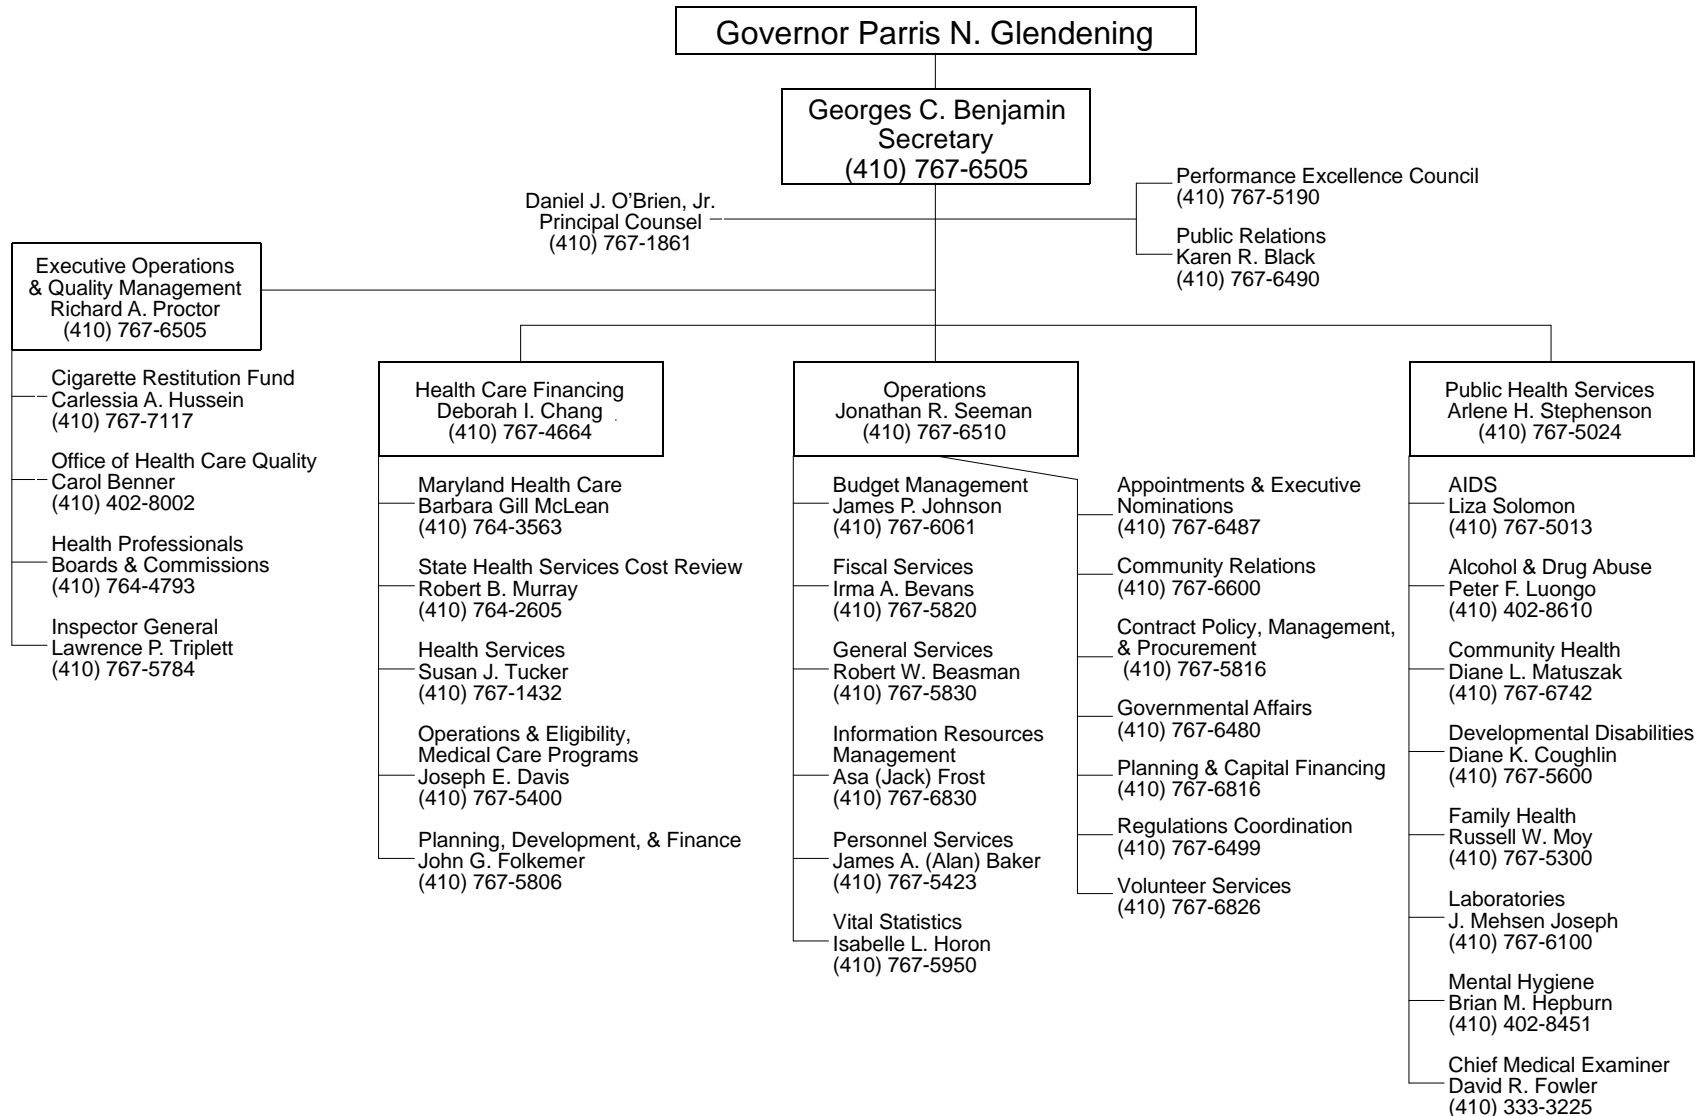 Governor Parris N. Glendening
Georges C. Benjamin
Secretary
(410) 767-6505
Daniel J. O'Brien, Jr.
Principal Counsel
(410) 767-1861
Performance Excellence Council
(410) 767-5190
Public Relations
Karen R. Black
(410) 767-6490
Executive Operations
& Quality Management
Richard A. Proctor
(410) 767-6505
Cigarette Restitution Fund
Carlessia A. Hussein
(410) 767-7117
Office of Health Care Quality
Carol Benner
(410) 402-8002
Health Professionals
Boards & Commissions
(410) 764-4793
Inspector General
Lawrence P. Triplett
(410) 767-5784
Health Care Financing
Deborah I. Chang
(410) 767-4664
Maryland Health Care
Barbara Gill McLean
(410) 764-3563
State Health Services Cost Review
Robert B. Murray
(410) 764-2605
Health Services
Susan J. Tucker
(410) 767-1432
Operations & Eligibility,
Medical Care Programs
Joseph E. Davis
(410) 767-5400
Planning, Development, & Finance
John G. Folkemer
(410) 767-5806
Operations
Jonathan R. Seeman
(410) 767-6510
Budget Management
James P. Johnson
(410) 767-6061
Fiscal Services
Irma A. Bevans
(410) 767-5820
General Services
Robert W. Beasman
(410) 767-5830
Information Resources
Management
Asa (Jack) Frost
(410) 767-6830
Personnel Services
James A. (Alan) Baker
(410) 767-5423
Vital Statistics
Isabelle L. Horon
(410) 767-5950
Appointments & Executive
Nominations
(410) 767-6487
Community Relations
(410) 767-6600
Contract Policy, Management,
& Procurement
(410) 767-5816
Governmental Affairs
(410) 767-6480
Planning & Capital Financing
(410) 767-6816
Regulations Coordination
(410) 767-6499
Volunteer Services
(410) 767-6826
Public Health Services
Arlene H. Stephenson
(410) 767-5024
AIDS
Liza Solomon
(410) 767-5013
Alcohol & Drug Abuse
Peter F. Luongo
(410) 402-8610
Community Health
Diane L. Matuszak
(410) 767-6742
Developmental Disabilities
Diane K. Coughlin
(410) 767-5600
Family Health
Russell W. Moy
(410) 767-5300
Laboratories
J. Mehsen Joseph
(410) 767-6100
Mental Hygiene
Brian M. Hepburn
(410) 402-8451
Chief Medical Examiner
David R. Fowler
(410) 333-3225